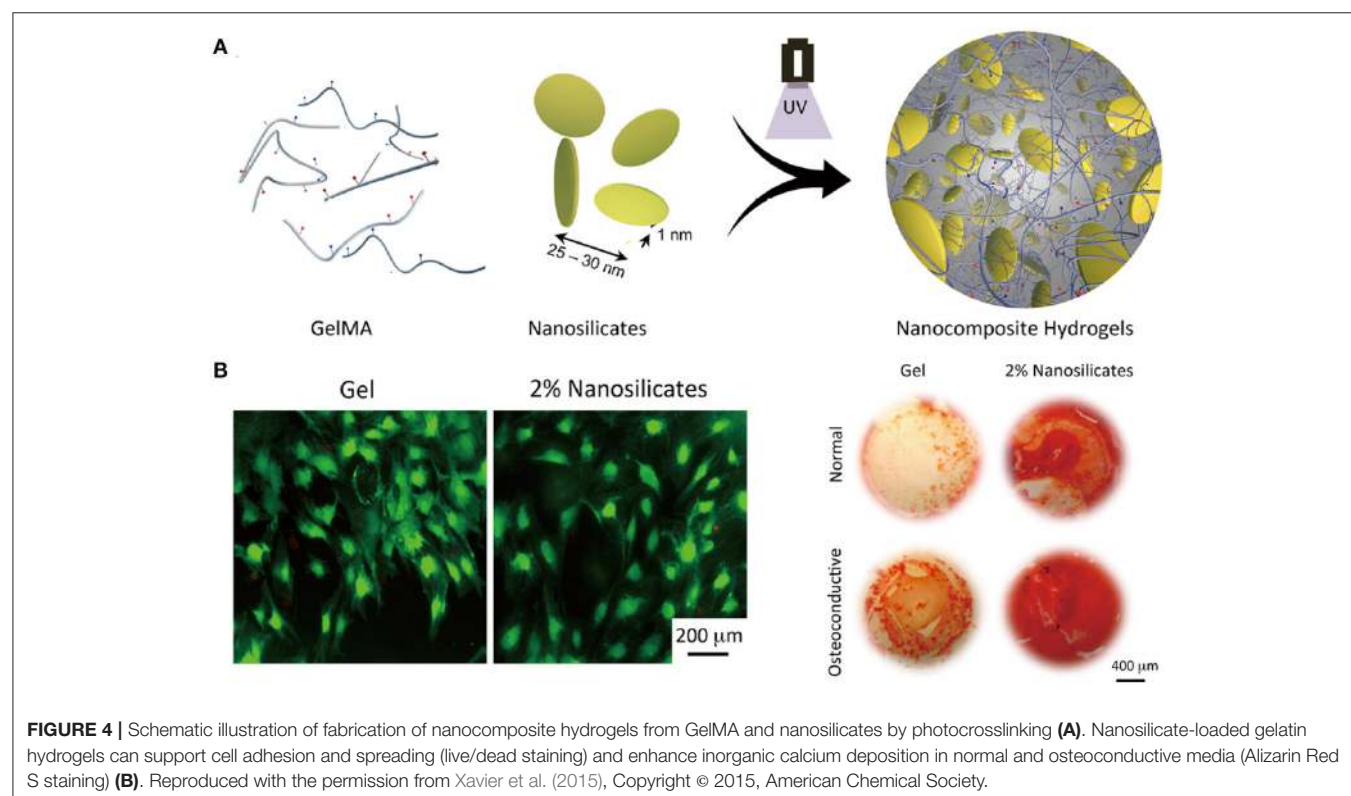 A
UV
1 nm
25 – 30 nm
GelMA
Nanosilicates
Nanocomposite Hydrogels
B
Gel
2% Nanosilicates
200 μm
Gel
2% Nanosilicates
Normal
Osteoconductive
400 μm
FIGURE 4 | Schematic illustration of fabrication of nanocomposite hydrogels from GelMA and nanosilicates by photocrosslinking (A). Nanosilicate-loaded gelatin
hydrogels can support cell adhesion and spreading (live/dead staining) and enhance inorganic calcium deposition in normal and osteoconductive media (Alizarin Red
S staining) (B). Reproduced with the permission from Xavier et al. (2015), Copyright © 2015, American Chemical Society.